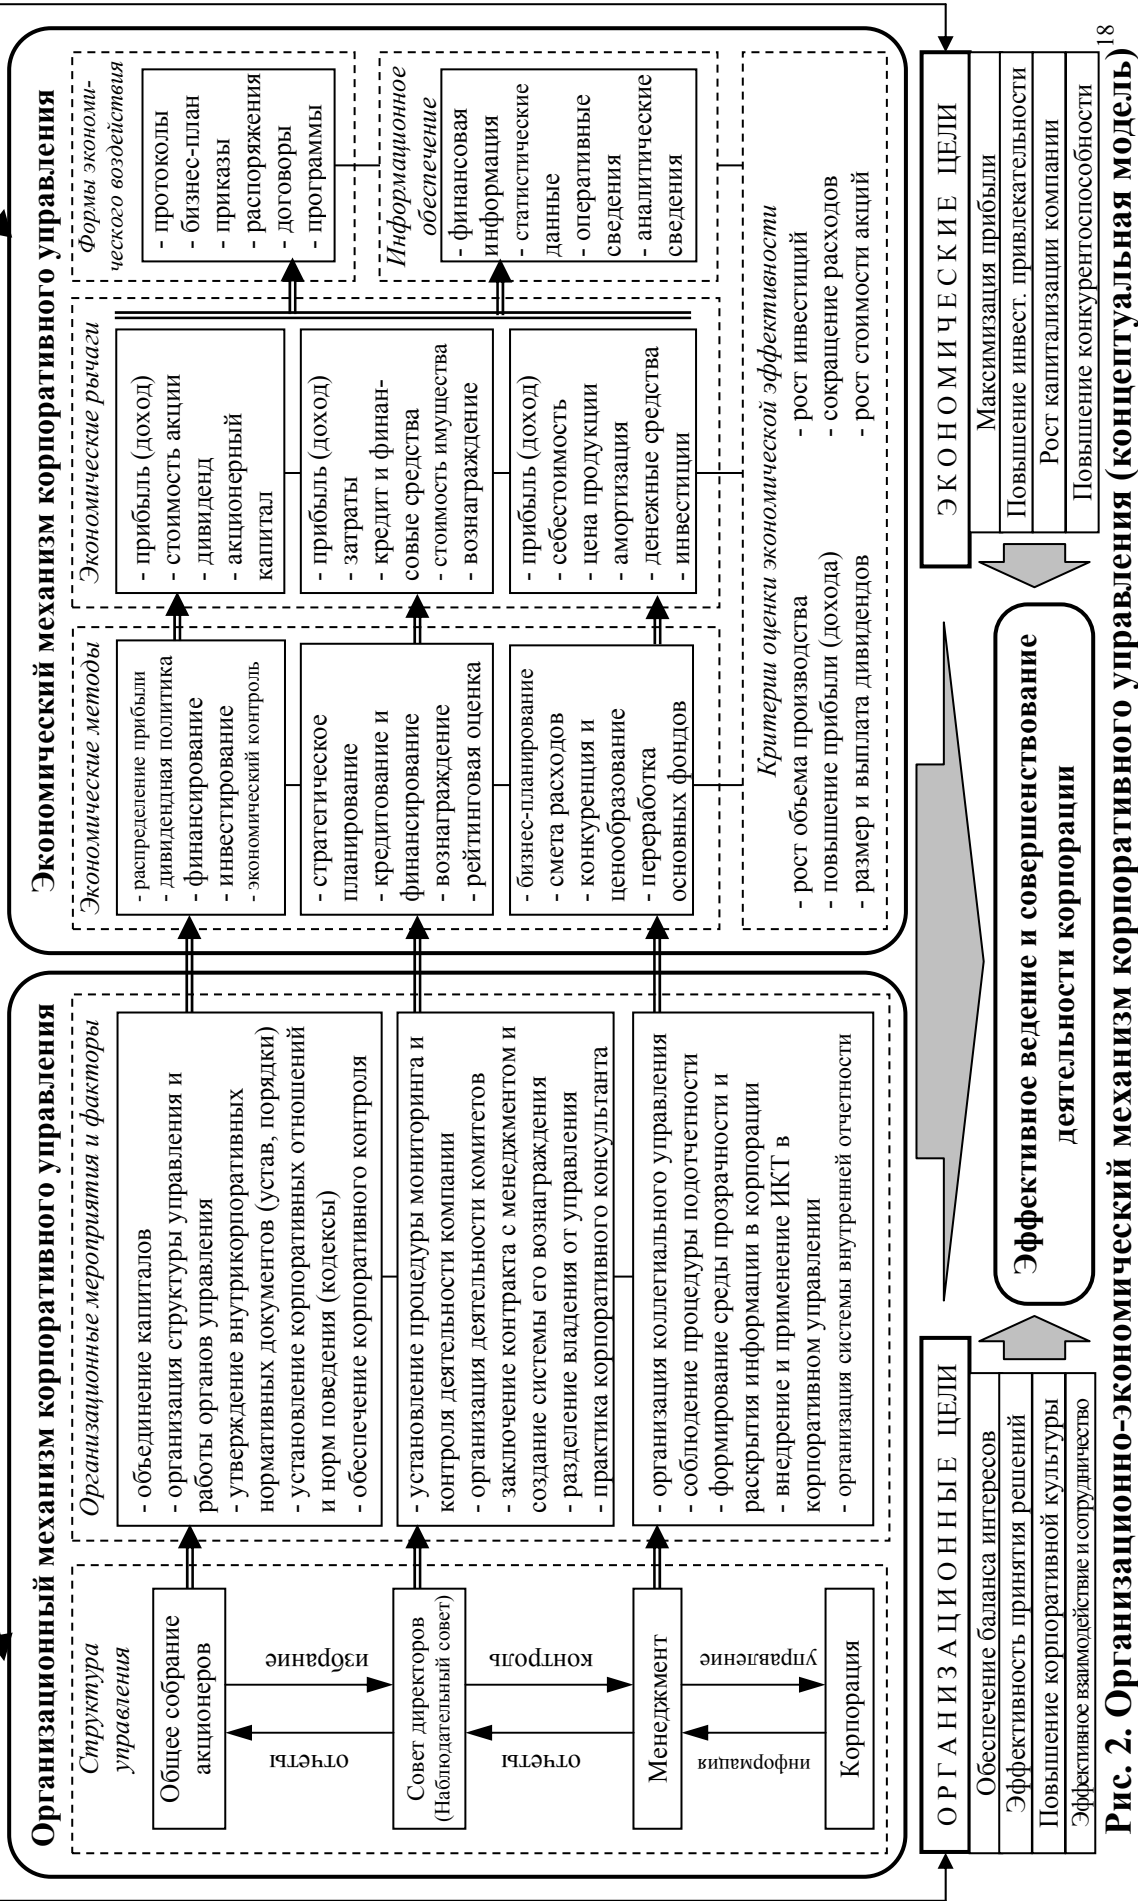 Организационный механизм корпоративного управления
Структура
управления
Общее собрание
акционеров
избрание
отчеты
Совет директоров
(Наблюдательный совет)
контроль
отчеты
Менеджмент
управление
информация
Корпорация
Организационные мероприятия и факторы
- объединение капиталов
- организация структуры управления и
работы органов управления
- утверждение внутрикорпоративных
нормативных документов (устав, порядки)
- установление корпоративных отношений
и норм поведения (кодексы)
- обеспечение корпоративного контроля
- установление процедуры мониторинга и
контроля деятельности компании
- организация деятельности комитетов
- заключение контракта с менеджментом и
создание системы его вознаграждения
- разделение владения от управления
- практика корпоративного консультанта
- организация коллегиального управления
- соблюдение процедуры подотчетности
- формирование среды прозрачности и
раскрытия информации в корпорации
- внедрение и применение ИКТ в
корпоративном управлении
- организация системы внутренней отчетности
Экономический механизм корпоративного управления
Экономические методы
- распределение прибыли
- дивидендная политика
- финансирование
- инвестирование
- экономический контроль
- стратегическое
планирование
- кредитование и
финансирование
- вознаграждение
- рейтинговая оценка
- бизнес-планирование
- смета расходов
- конкуренция и
ценообразование
- переработка
основных фондов
Экономические рычаги
- прибыль (доход)
- стоимость акции
- дивиденд
- акционерный
капитал
- прибыль (доход)
- затраты
- кредит и финан-
совые средства
- стоимость имущества
- вознаграждение
- прибыль (доход)
- себестоимость
- цена продукции
- амортизация
- денежные средства
- инвестиции
Формы экономи-
ческого воздействия
- протоколы
- бизнес-план
- приказы
- распоряжения
- договоры
- программы
Информационное
обеспечение
- финансовая
информация
- статистические
данные
- оперативные
сведения
- аналитические
сведения
Критерии оценки экономической эффективности
- рост объема производства
- повышение прибыли (дохода)
- размер и выплата дивидендов
- рост инвестиций
- сокращение расходов
- рост стоимости акций
ОРГАНИЗАЦИОННЫЕ ЦЕЛИ
Обеспечение баланса интересов
Эффективность принятия решений
Повышение корпоративной культуры
Эффективное взаимодействие и сотрудничество
Эффективное ведение и совершенствование
деятельности корпорации
ЭКОНОМИЧЕСКИЕ ЦЕЛИ
Максимизация прибыли
Повышение инвест. привлекательности
Рост капитализации компании
Повышение конкурентоспособности
Рис. 2. Организационно-экономический механизм корпоративного управления (концептуальная модель)
18